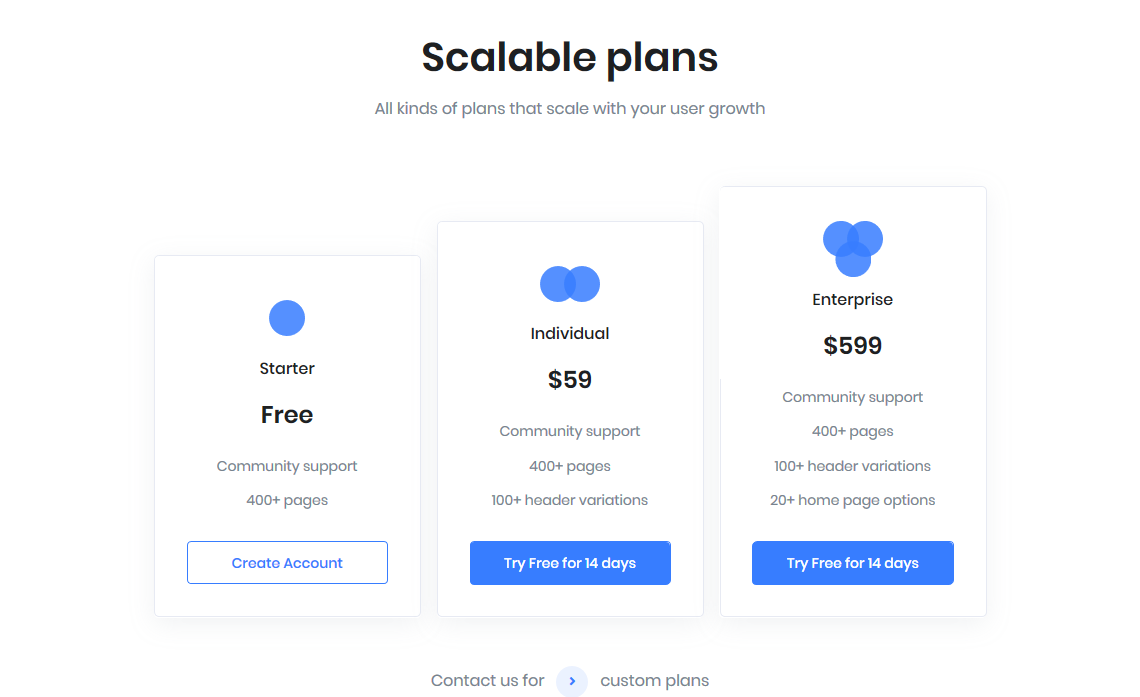 Scalable plans
All kinds of plans that scale with your user growth
Starter
Free
Community support
400+ pages
Create Account
Individual
$59
Community support
400+ pages
100+ header variations
Try Free for 14 days
Enterprise
$599
Community support
400+ pages
100+ header variations
20+ home page options
Try Free for 14 days
Contact us for custom plans